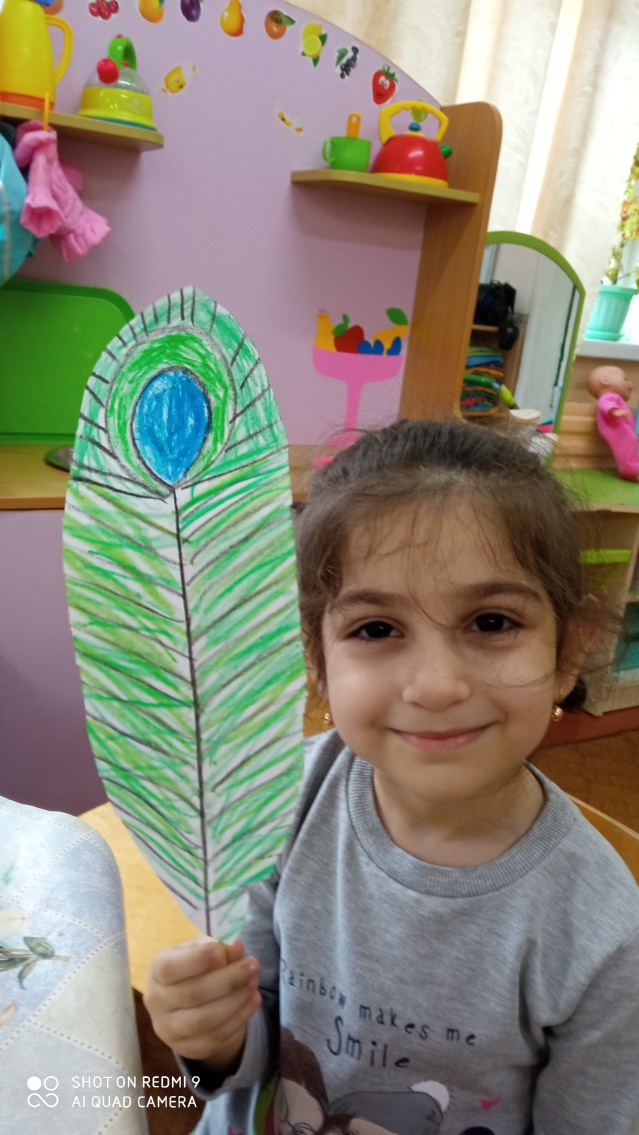 Rainbow makes me
Smile
SHOT ON REDMI 9
AI QUAD CAMERA